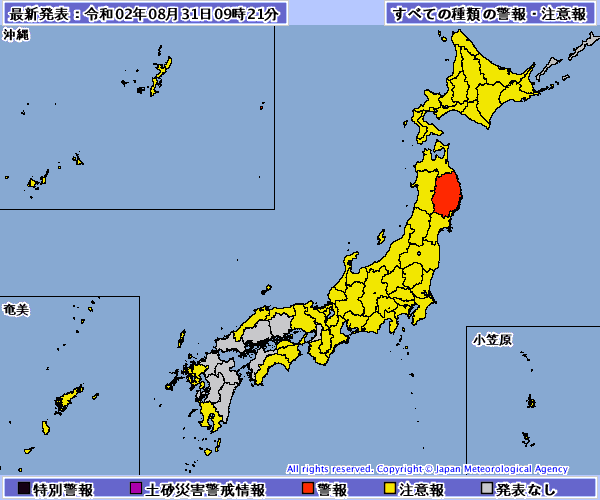 最新発表：令和02年08月31日09時21分
すべての種類の警報・注意報
沖縄
奄美
小笠原
All rights reserved. Copyright © Japan Meteorological Agency
特別警報 土砂災害警戒情報 警報 注意報 発表なし